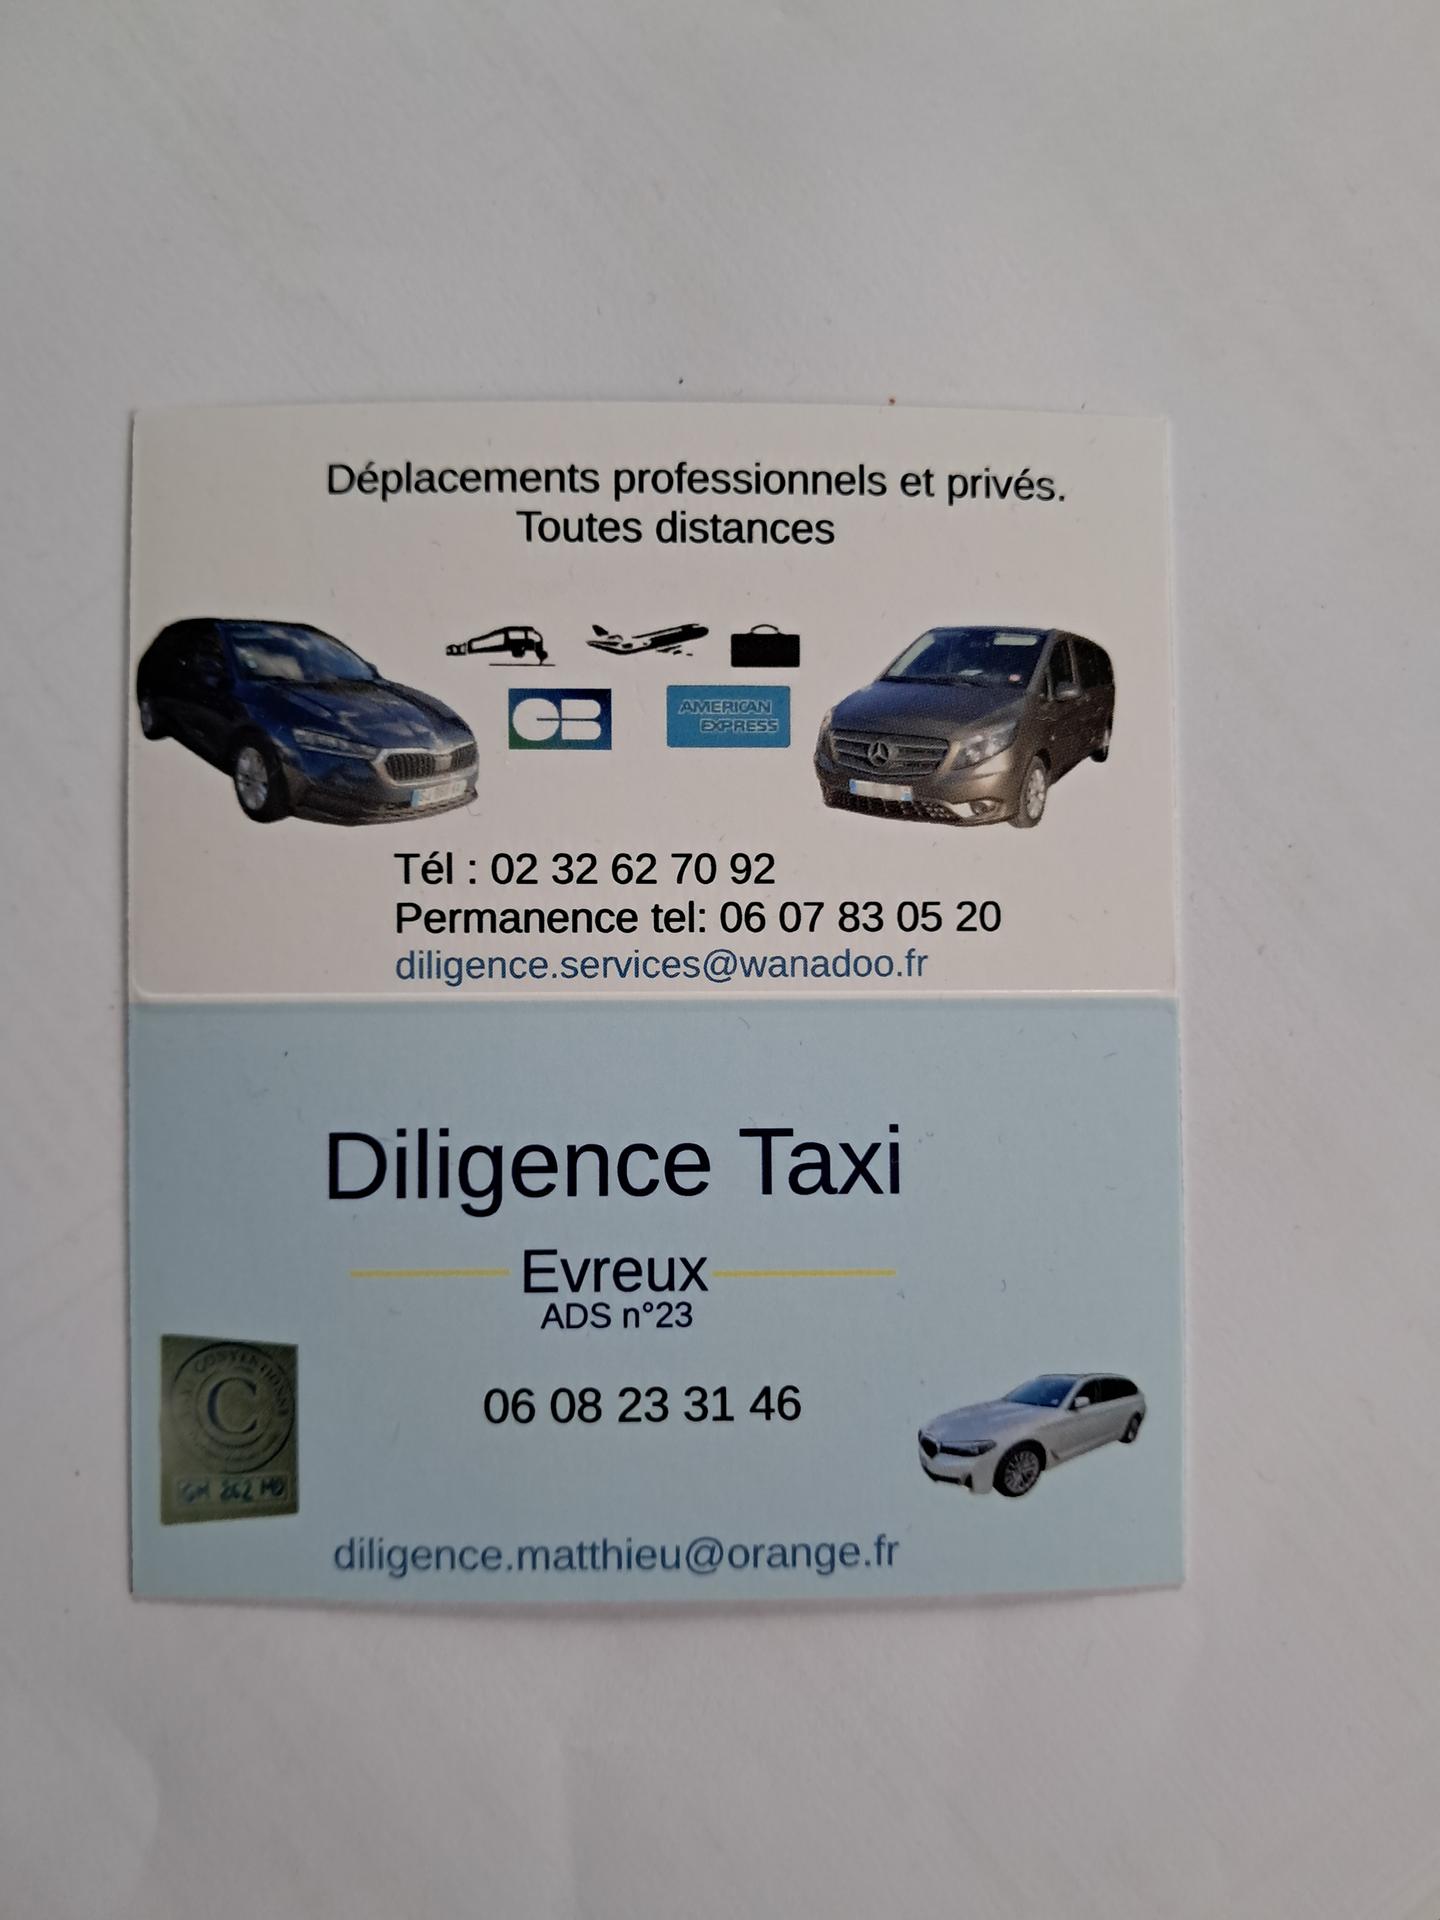 Déplacements professionnels et privés.
Toutes distances
CB
AMERICAN
EXPRESS
Tél : 02 32 62 70 92
Permanence tel: 06 07 83 05 20
diligence.services@wanadoo.fr
Diligence Taxi
Evreux
ADS n°23
C
06 08 23 31 46
diligence.matthieu@orange.fr